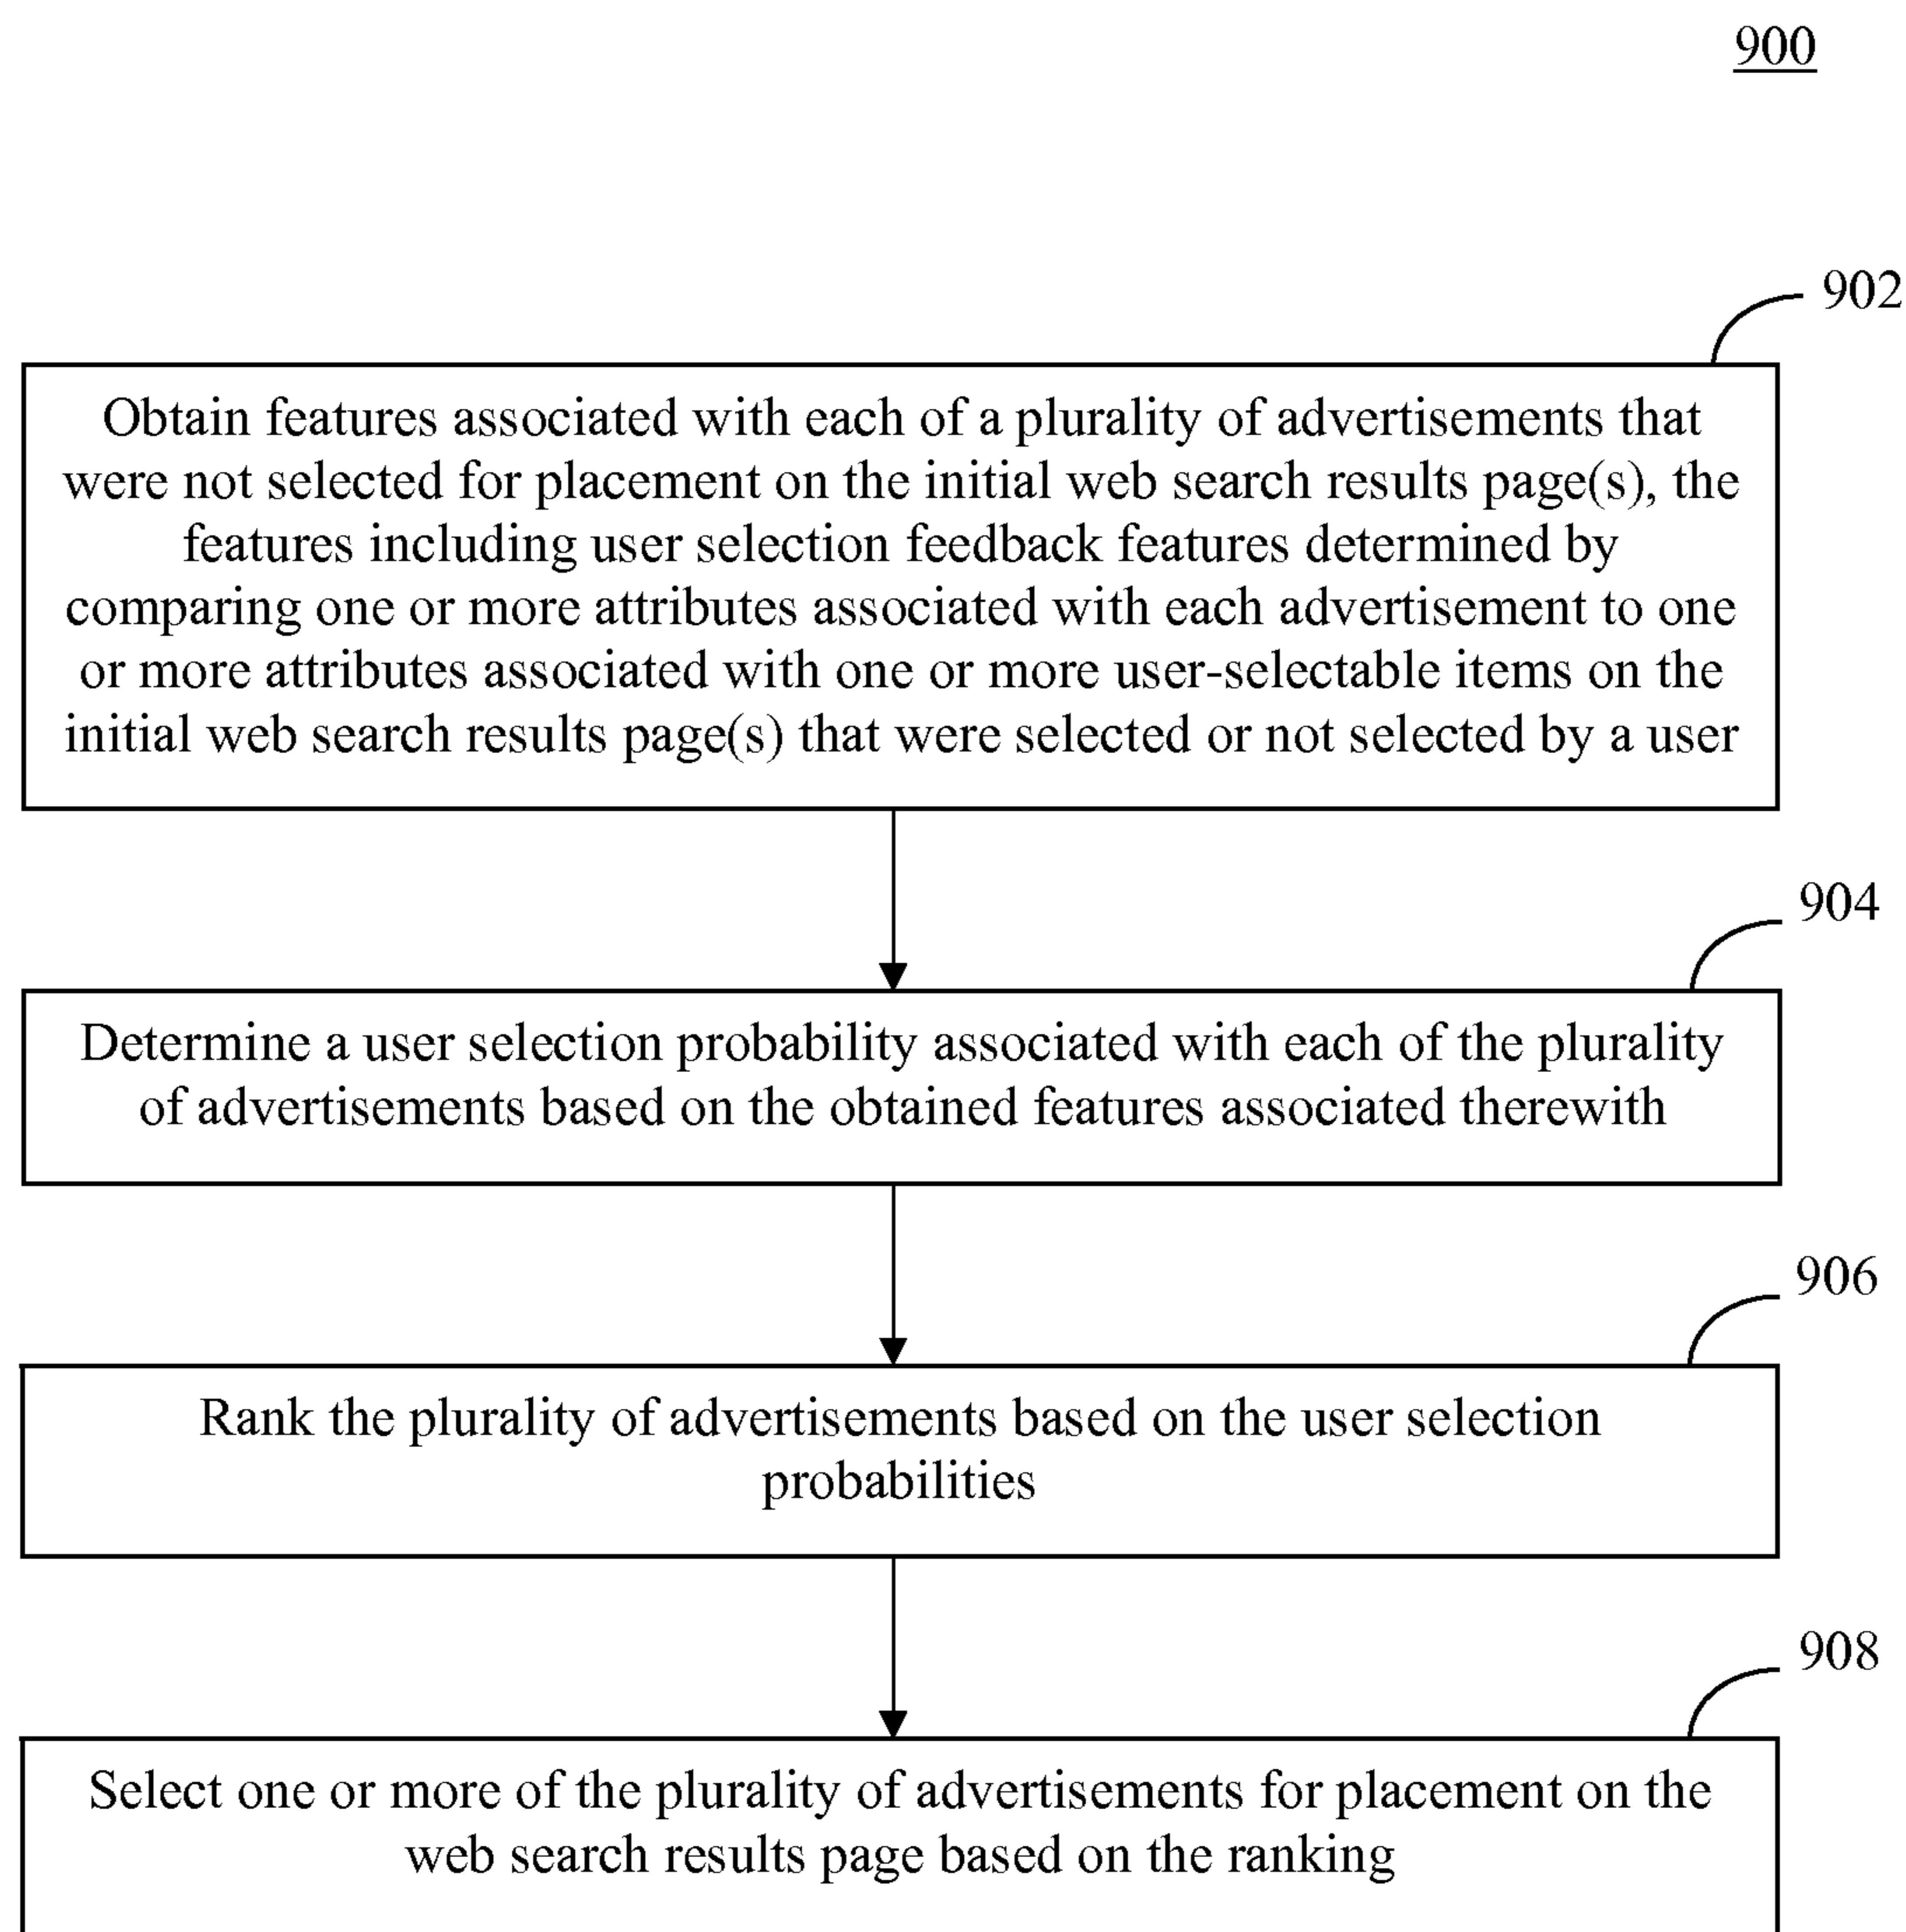 900
902
Obtain features associated with each of a plurality of advertisements that
were not selected for placement on the initial web search results page(s), the
features including user selection feedback features determined by
comparing one or more attributes associated with each advertisement to one
or more attributes associated with one or more user-selectable items on the
initial web search results page(s) that were selected or not selected by a user
904
Determine a user selection probability associated with each of the plurality
of advertisements based on the obtained features associated therewith
906
Rank the plurality of advertisements based on the user selection
probabilities
908
Select one or more of the plurality of advertisements for placement on the
web search results page based on the ranking